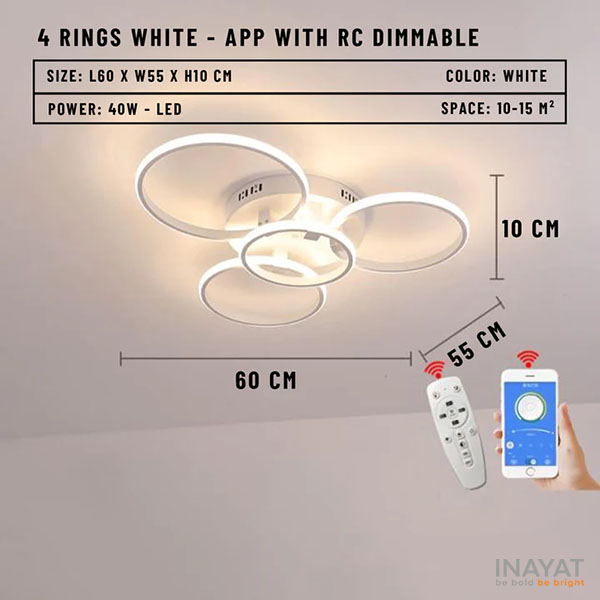 4 RINGS WHITE - APP WITH RC DIMMABLE
SIZE: L60 X W55 X H10 CM COLOR: WHITE
POWER: 40W - LED SPACE: 10-15 M²
10 CM
55 CM
60 CM
INAYAT
be bold be bright